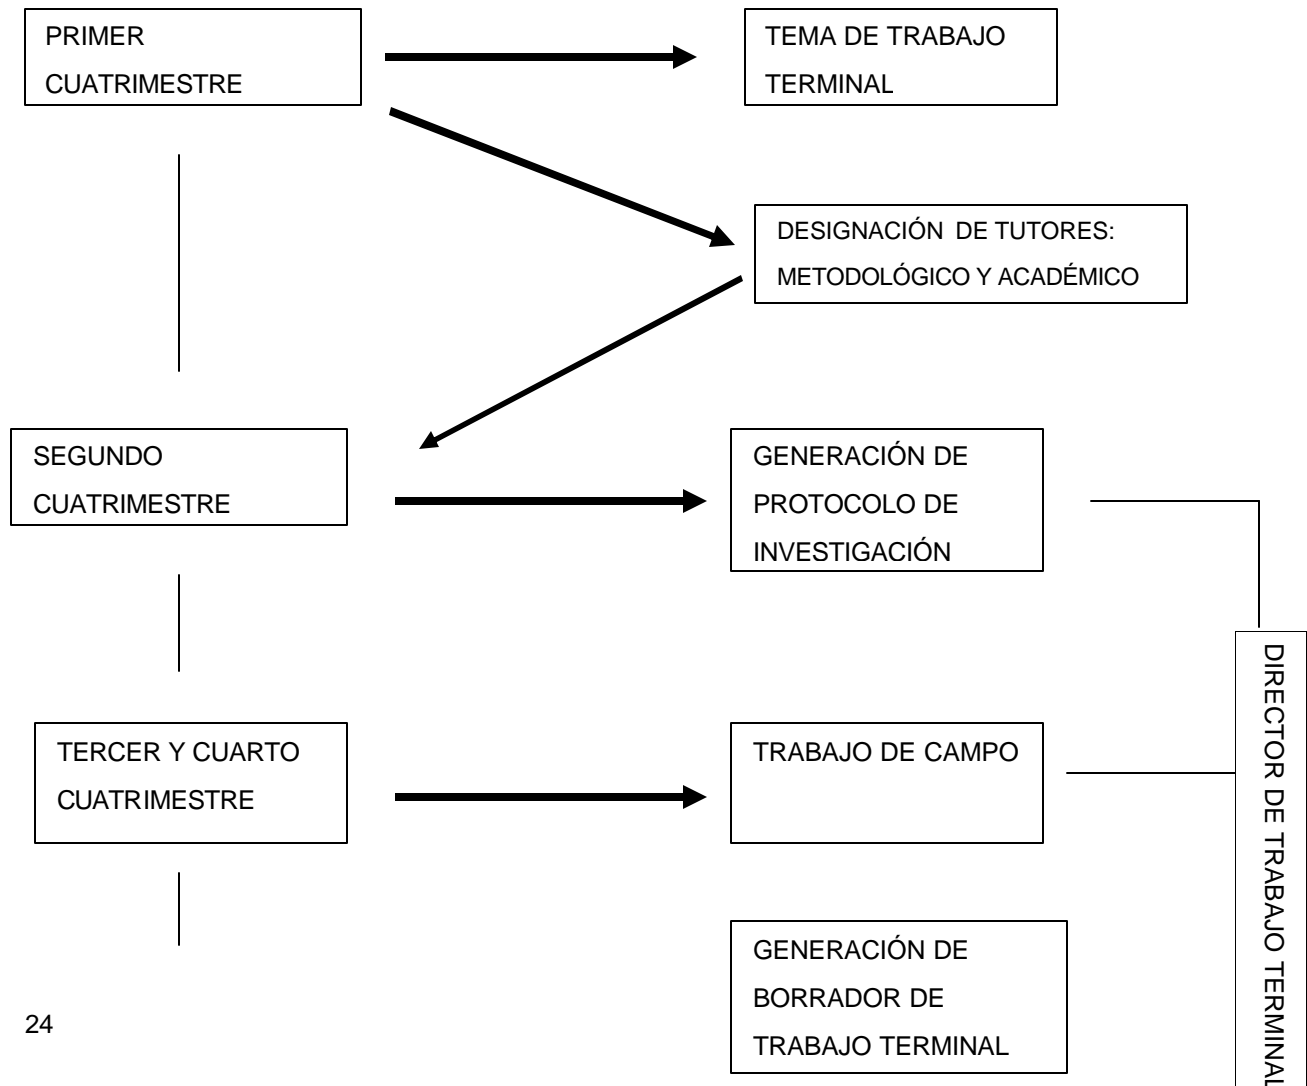 PRIMER
CUATRIMESTRE
TEMA DE TRABAJO
TERMINAL
DESIGNACIÓN DE TUTORES:
METODOLÓGICO Y ACADÉMICO
SEGUNDO
CUATRIMESTRE
GENERACIÓN DE
PROTOCOLO DE
INVESTIGACIÓN
TERCER Y CUARTO
CUATRIMESTRE
TRABAJO DE CAMPO
DIRECTOR DE TRABAJO TERMINAL
GENERACIÓN DE
BORRADOR DE
TRABAJO TERMINAL
24